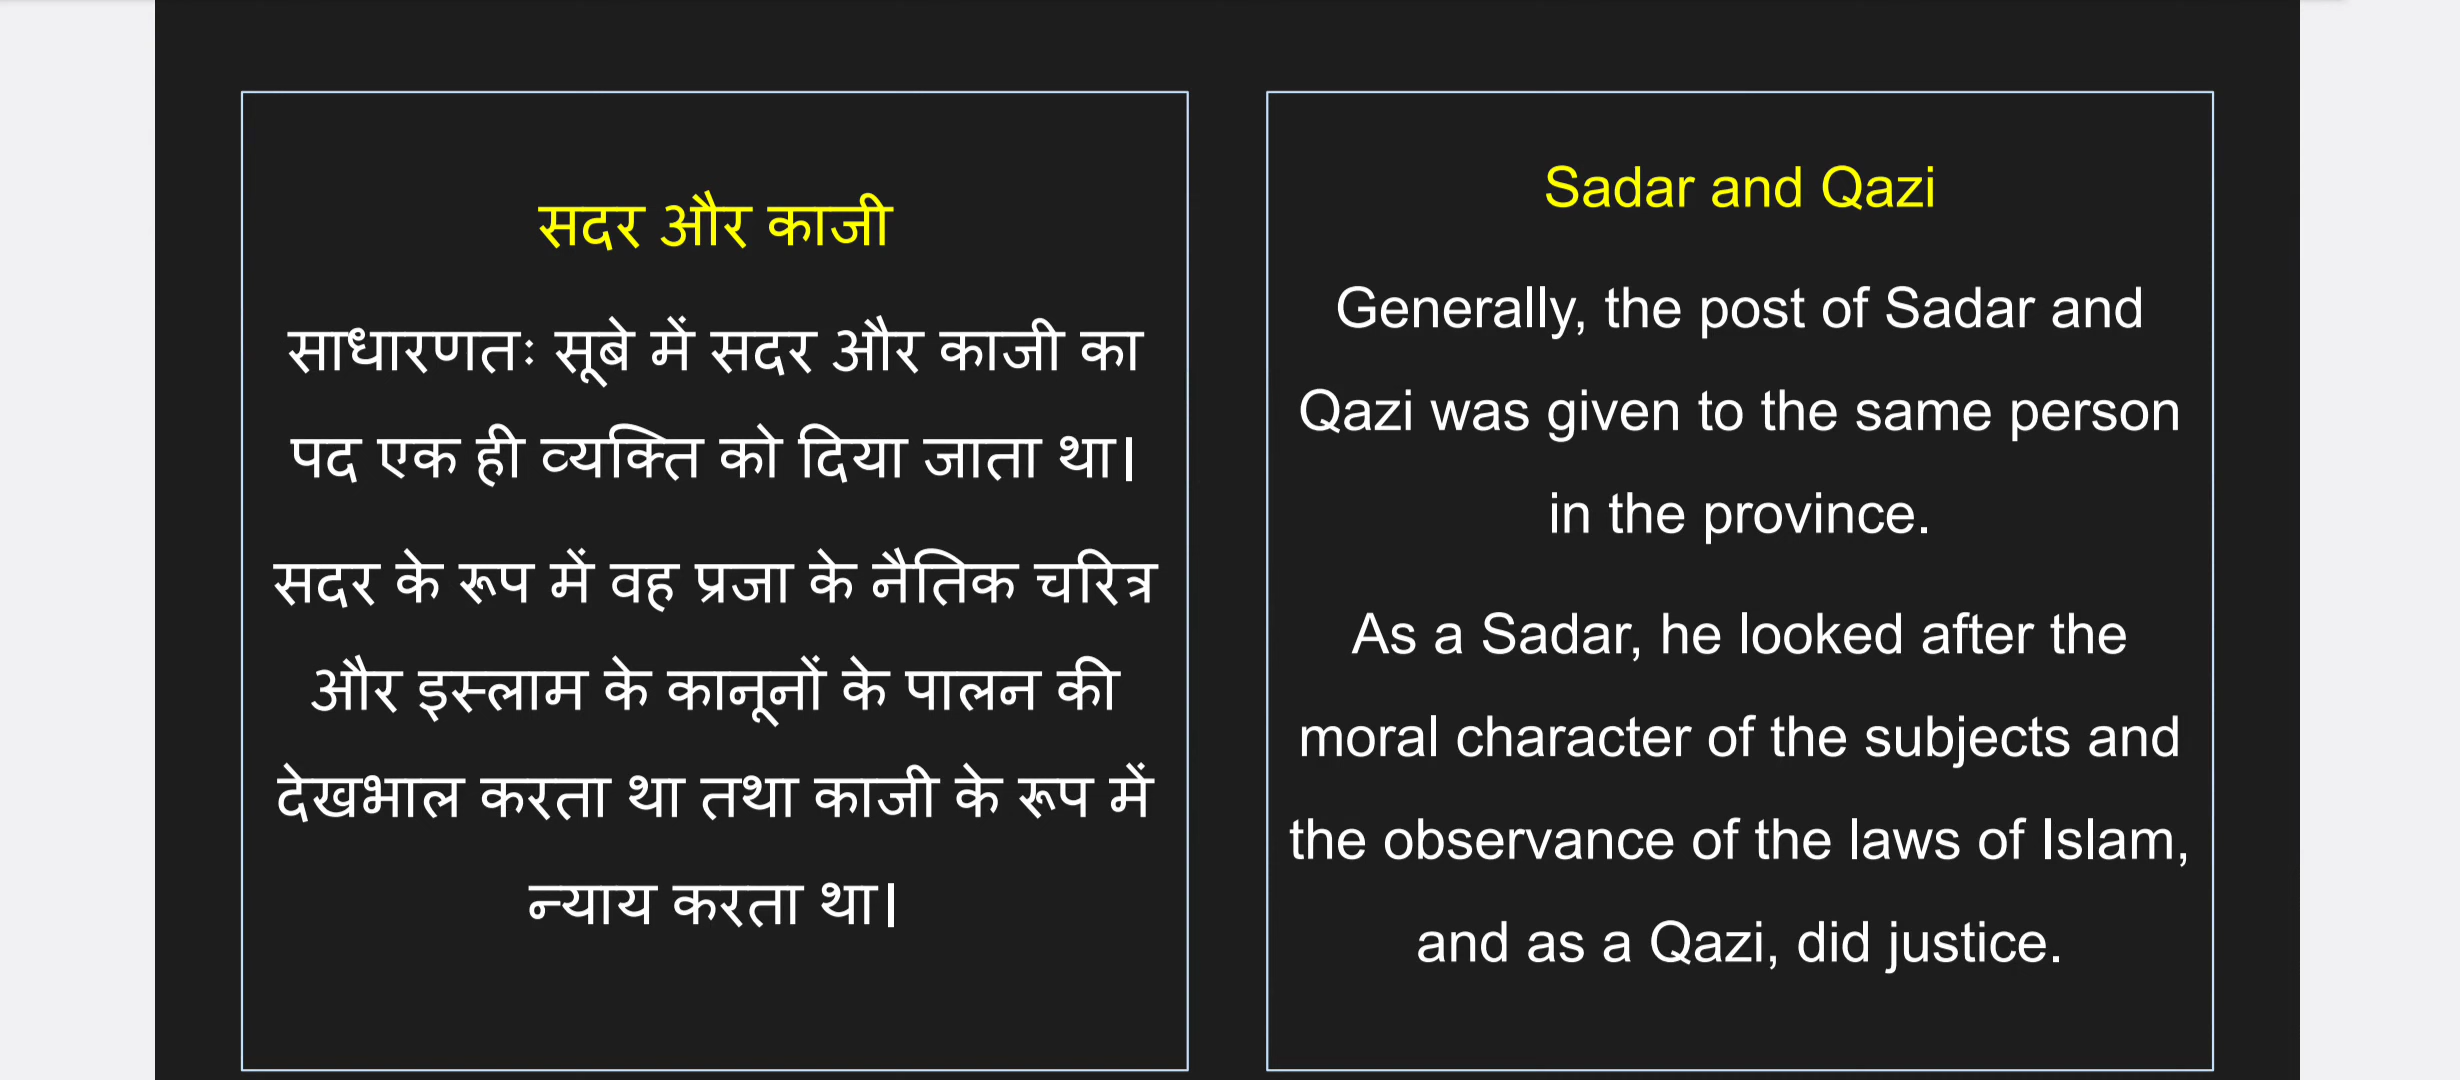 सदर और काजी
साधारणतः सूबे में सदर और काजी का
पद एक ही व्यक्ति को दिया जाता था।
सदर के रूप में वह प्रजा के नैतिक चरित्र
और इस्लाम के कानूनों के पालन की
देखभाल करता था तथा काजी के रूप में
न्याय करता था।
Sadar and Qazi
Generally, the post of Sadar and
Qazi was given to the same person
in the province.
As a Sadar, he looked after the
moral character of the subjects and
the observance of the laws of Islam,
and as a Qazi, did justice.